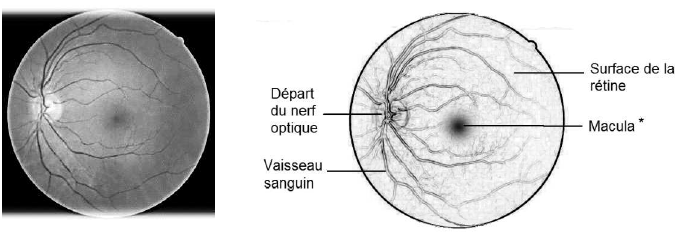 Départ
du nerf
optique
Vaisseau
sanguin
Surface de la
rétine
Macula *